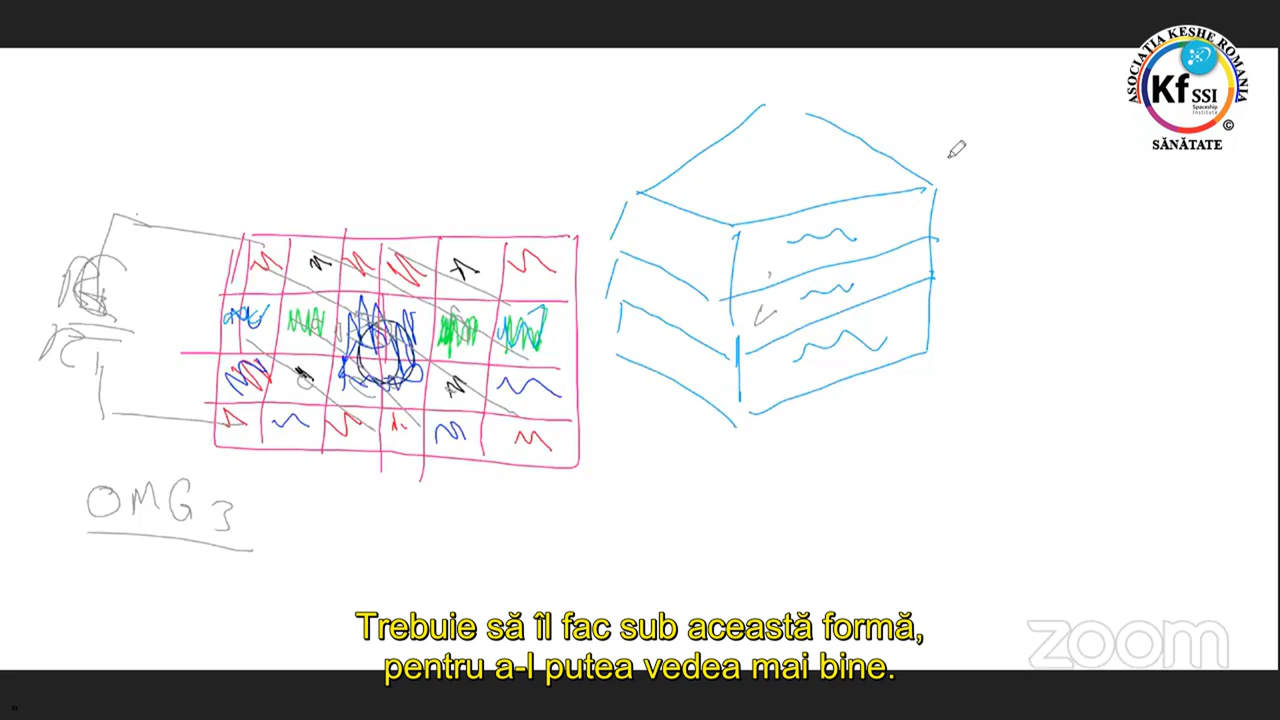 ASOCIAȚIA KESHE ROMANIA
Kf SSI
Spaceship
Institute
©
SĂNĂTATE
OMG 3
Trebuie să îl fac sub această formă,
pentru a-l putea vedea mai bine.
zoom